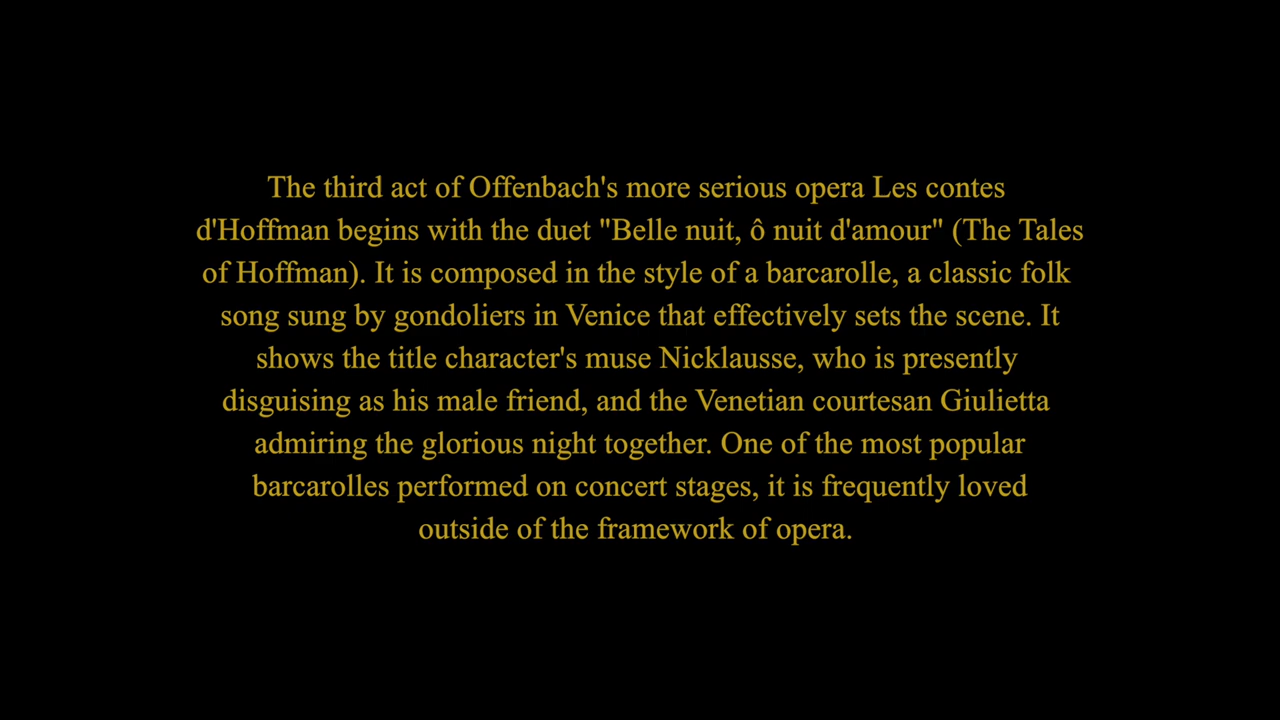 The third act of Offenbach's more serious opera Les contes
d'Hoffman begins with the duet "Belle nuit, ô nuit d'amour" (The Tales
of Hoffman). It is composed in the style of a barcarolle, a classic folk
song sung by gondoliers in Venice that effectively sets the scene. It
shows the title character's muse Nicklausse, who is presently
disguising as his male friend, and the Venetian courtesan Giulietta
admiring the glorious night together. One of the most popular
barcarolles performed on concert stages, it is frequently loved
outside of the framework of opera.